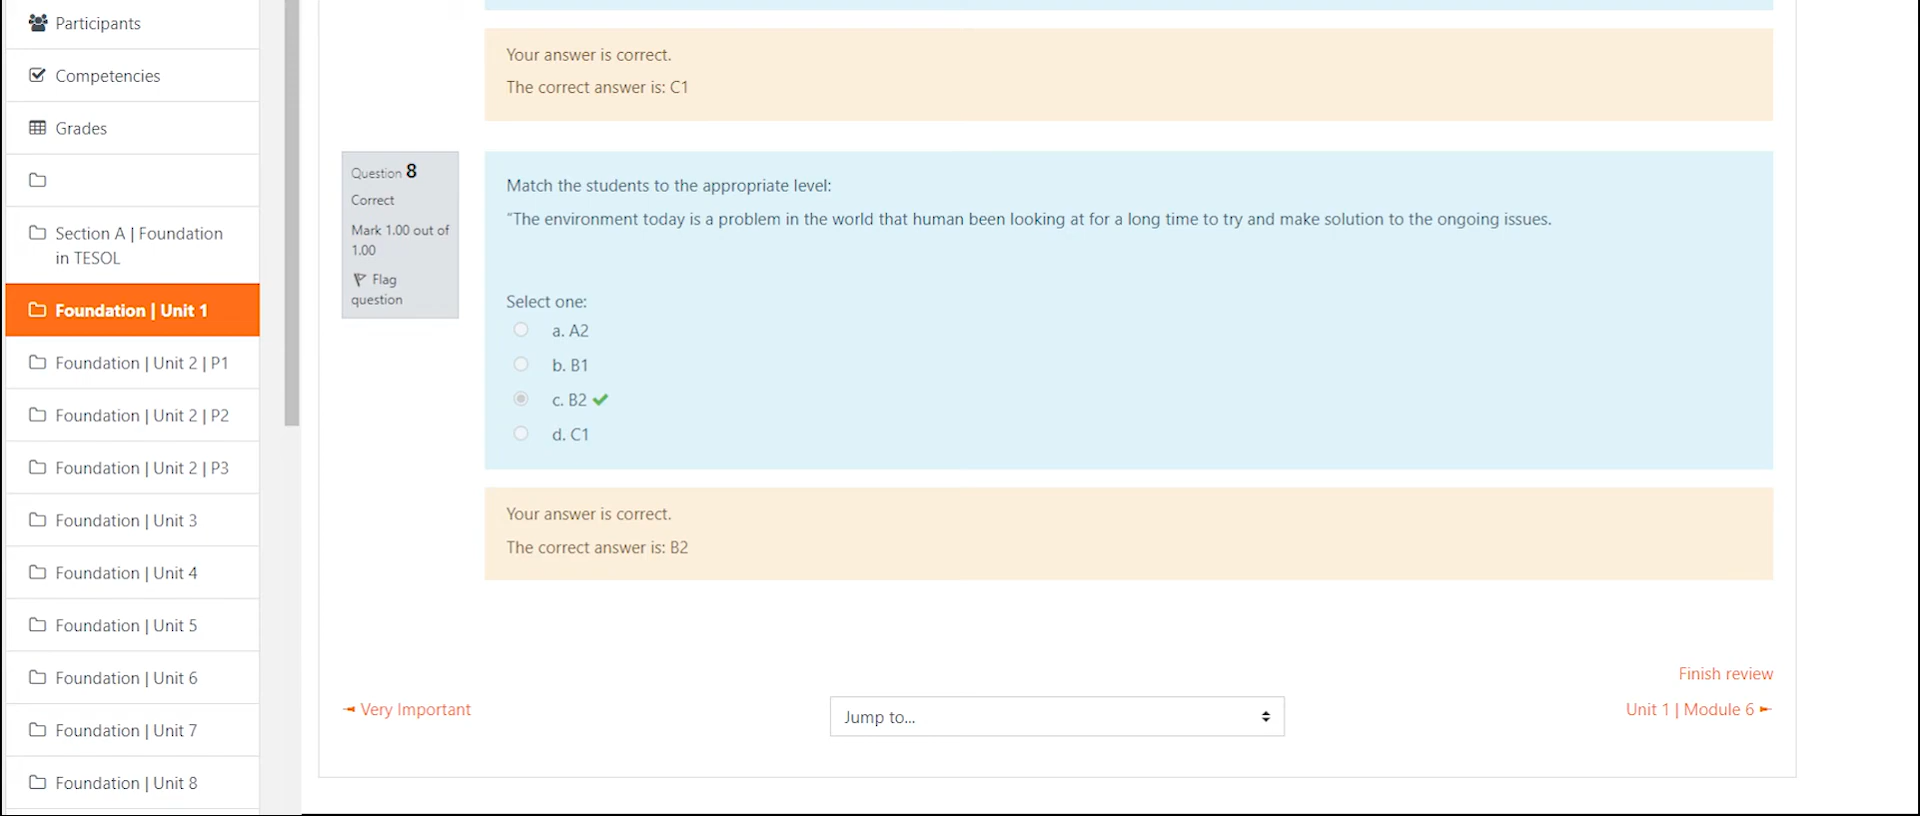 Participants
Competencies
Grades
Section A | Foundation
in TESOL
Foundation | Unit 1
Foundation | Unit 2 | P1
Foundation | Unit 2 | P2
Foundation | Unit 2 | P3
Foundation | Unit 3
Foundation | Unit 4
Foundation | Unit 5
Foundation | Unit 6
Foundation | Unit 7
Foundation | Unit 8
Your answer is correct.
The correct answer is: C1
Question 8
Correct
Mark 1.00 out of
1.00
Flag
question
Match the students to the appropriate level:
“The environment today is a problem in the world that human been looking at for a long time to try and make solution to the ongoing issues.
Select one:
a. A2
b. B1
c. B2
d. C1
Your answer is correct.
The correct answer is: B2
Finish review
Very Important
Jump to...
Unit 1 | Module 6